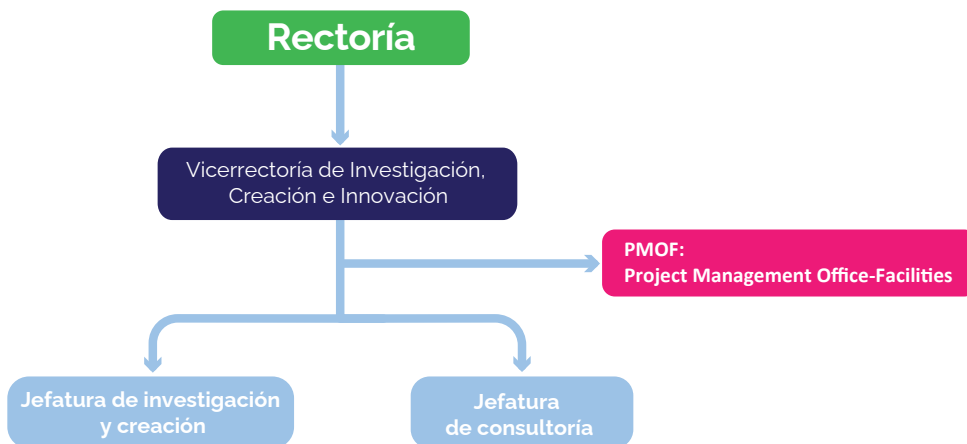 Rectoría
Vicerrectoría de Investigación,
Creación e Innovación
PMOF:
Project Management Office-Facilities
Jefatura de investigación
y creación
Jefatura
de consultoría